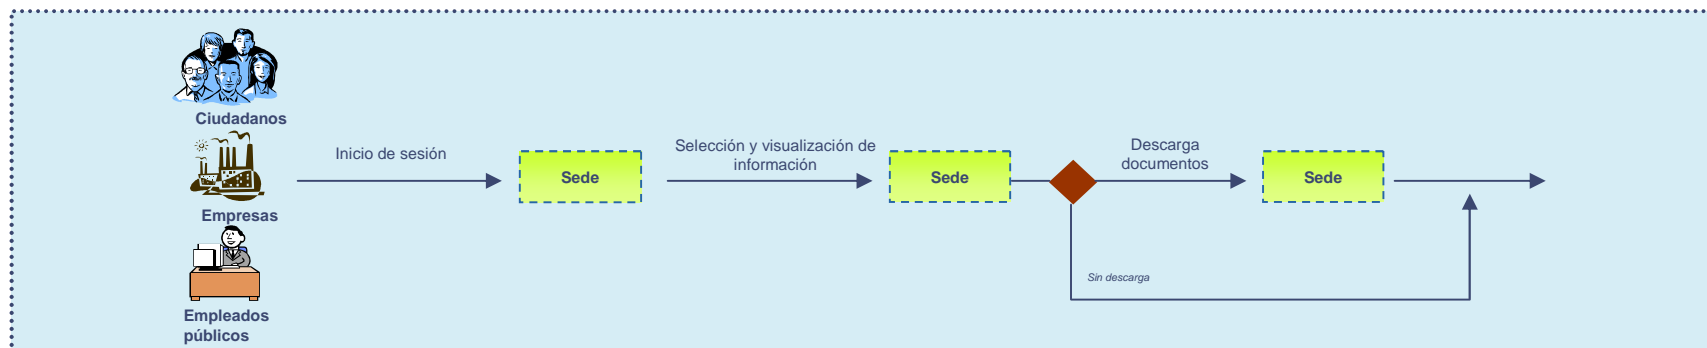 Ciudadanos
Empresas
Empleados
públicos
Inicio de sesión
Sede
Selección y visualización de
información
Sede
Descarga
documentos
Sede
Sin descarga